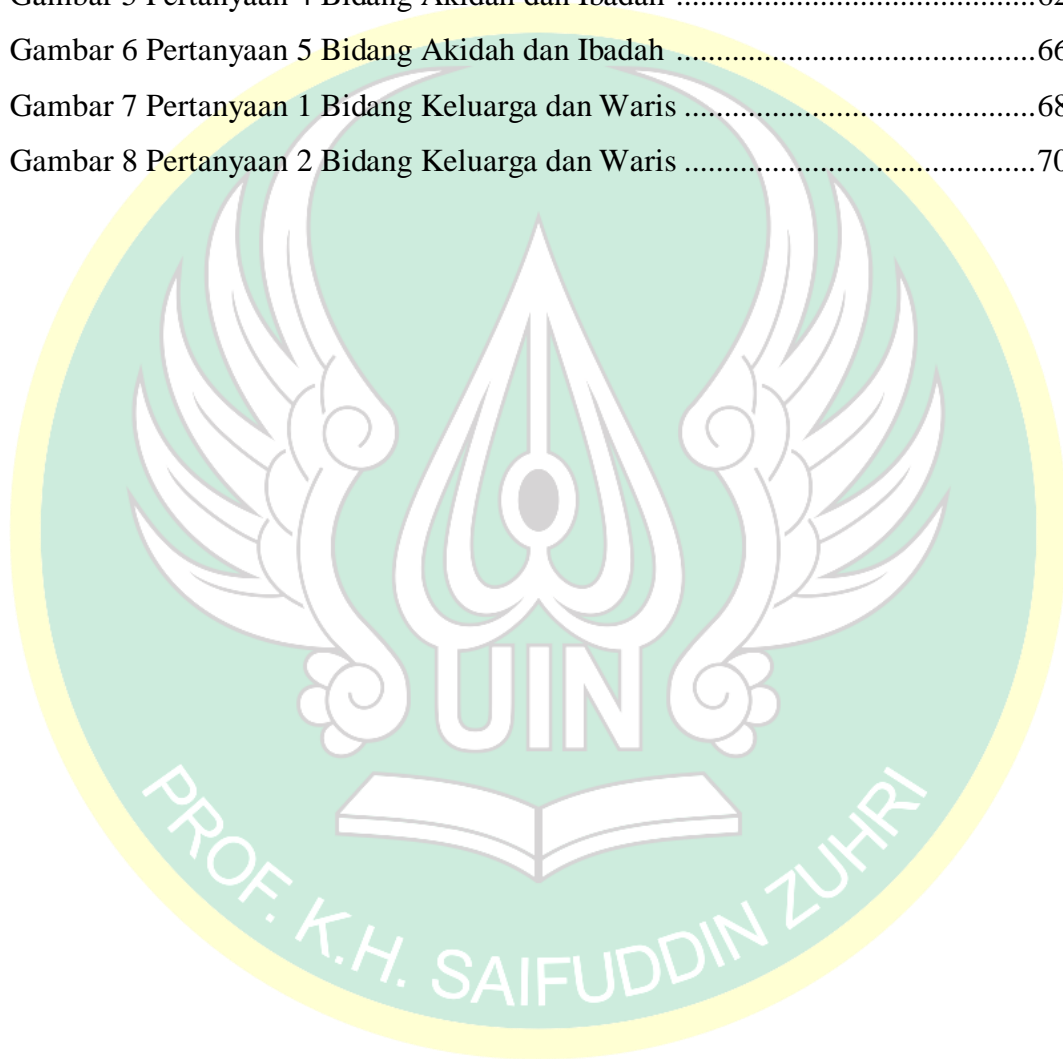 Gambar 5 Pertanyaan 4 Bidang Akidah dan Ibadah .............................................62
Gambar 6 Pertanyaan 5 Bidang Akidah dan Ibadah .............................................66
Gambar 7 Pertanyaan 1 Bidang Keluarga dan Waris ............................................68
Gambar 8 Pertanyaan 2 Bidang Keluarga dan Waris ............................................70
UIN
PROF. K.H. SAIFUDDIN ZUHRI